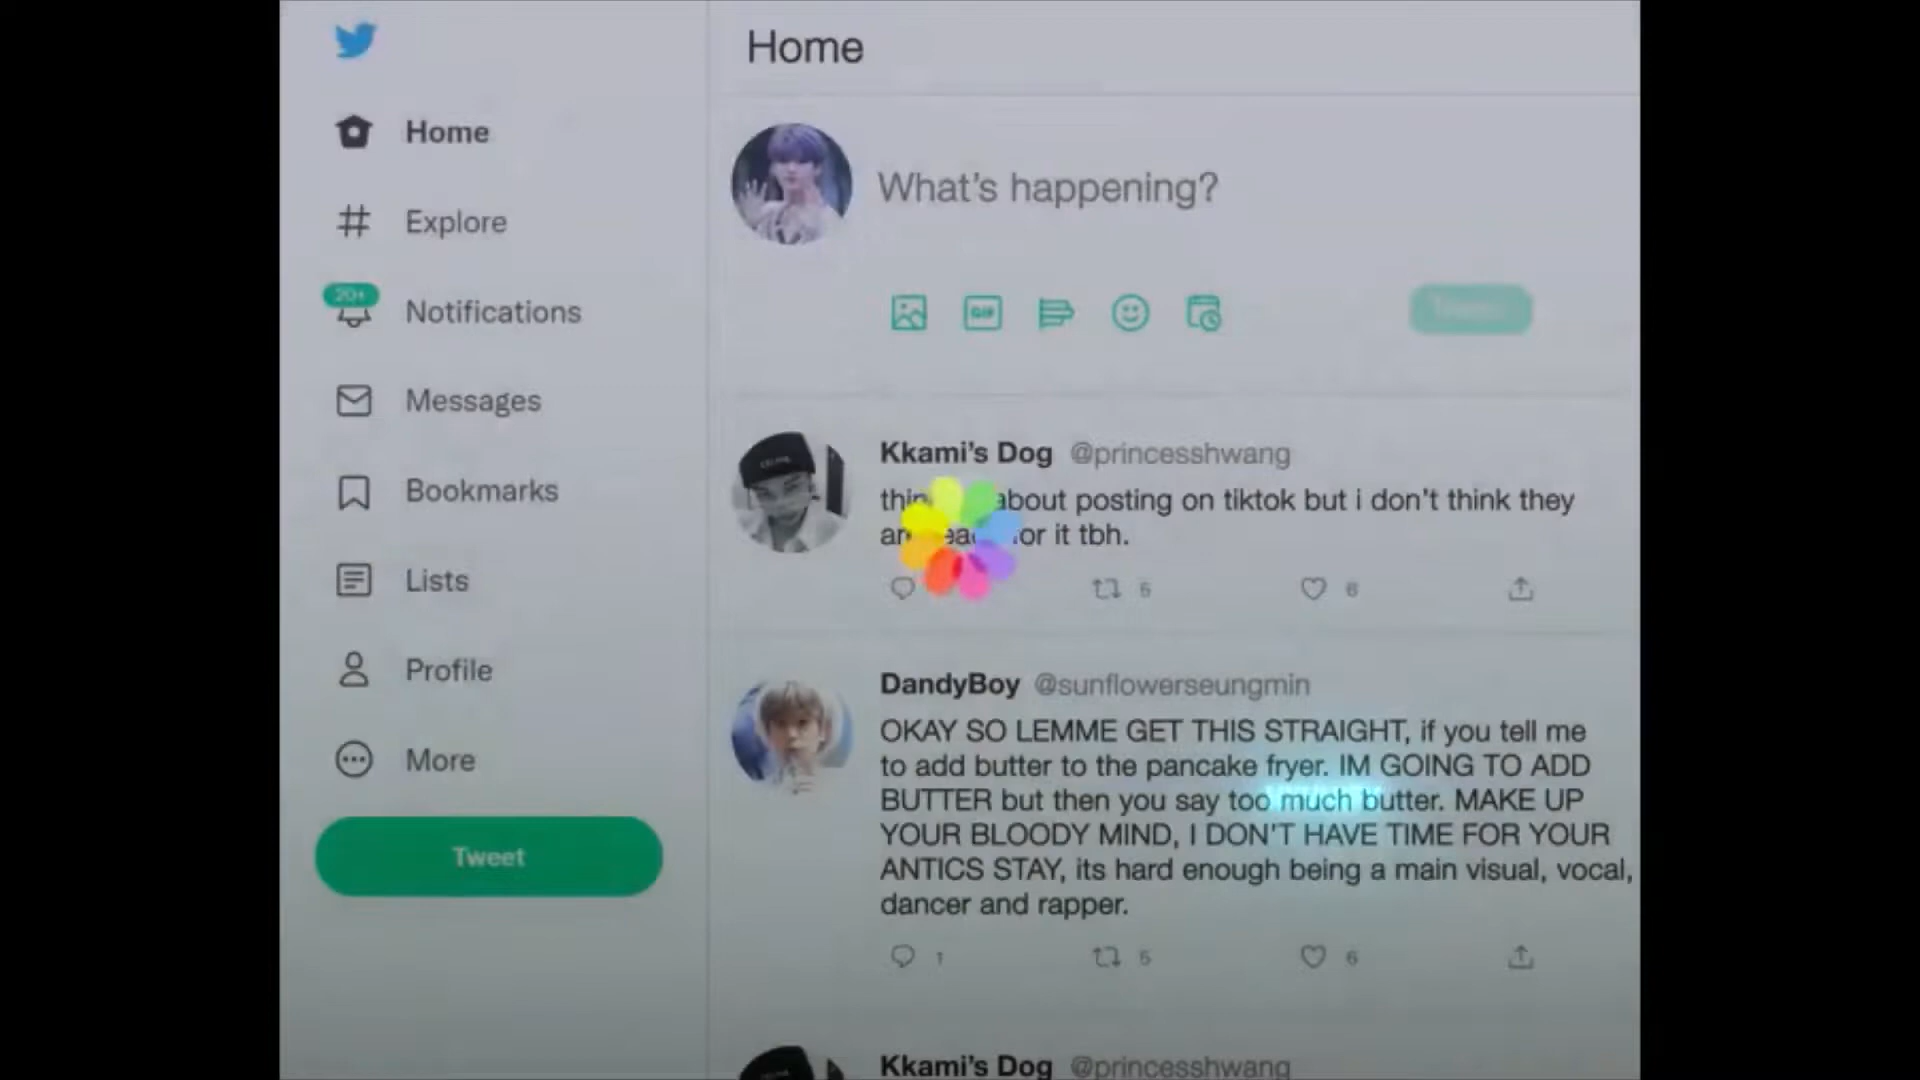 Home
Home
Explore
20+
Notifications
Messages
Bookmarks
Lists
Profile
More
Tweet
What's happening?
GIF
Kkami's Dog @princesshwang
about posting on tiktok but i don't think they
it tbh.
5 6
DandyBoy @sunflowerseungmin
OKAY SO LEMME GET THIS STRAIGHT, if you tell me
to add butter to the pancake fryer. IM GOING TO ADD
BUTTER but then you say too much butter. MAKE UP
YOUR BLOODY MIND, I DON'T HAVE TIME FOR YOUR
ANTICS STAY, its hard enough being a main visual, vocal,
dancer and rapper.
1 5 6
Kkami's Dog @princesshwang